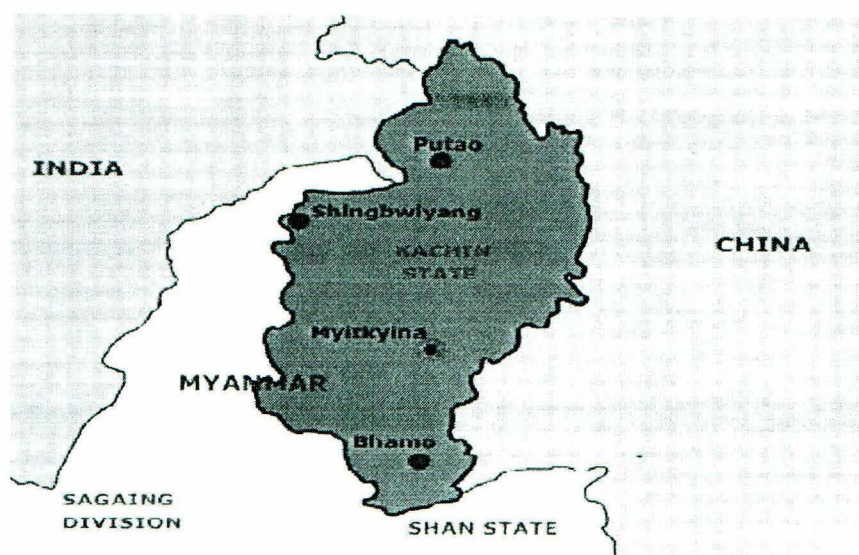 Putao
INDIA
Shingbwiyang
KACHIN
STATE
CHINA
Myitkyina
MYANMAR
Bhamo
SAGAING
DIVISION
SHAN STATE